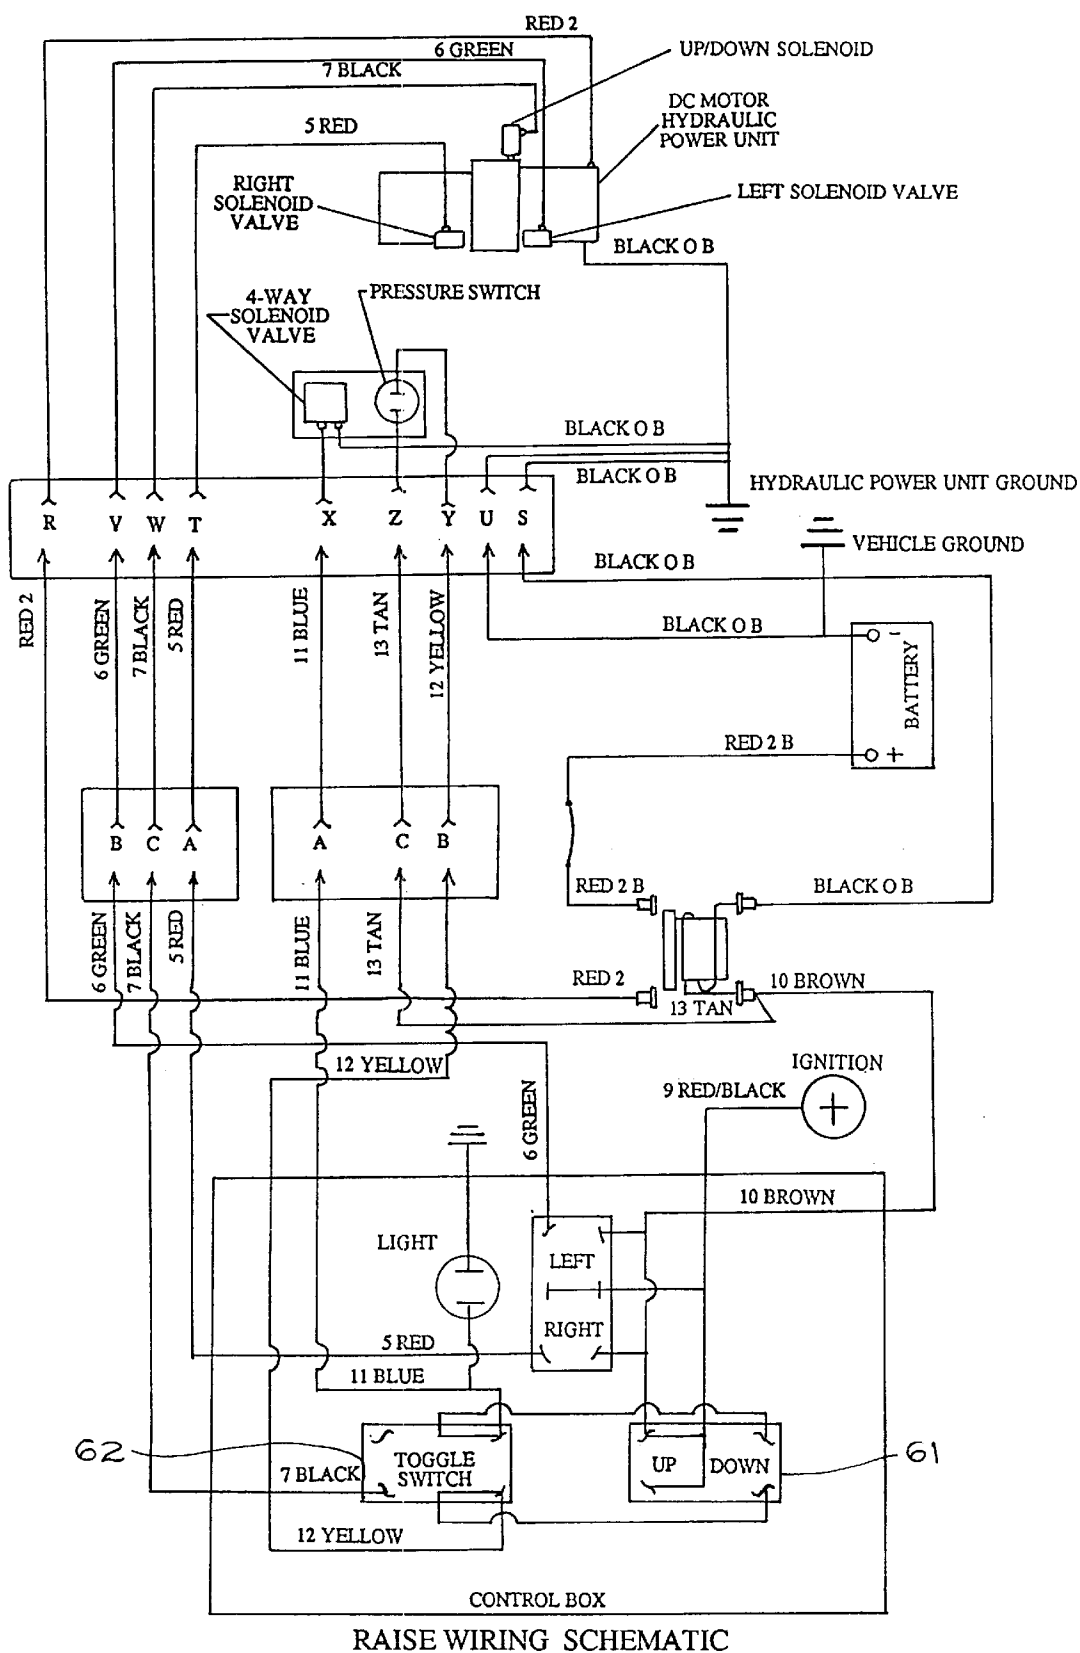 RED 2
6 GREEN
UP/DOWN SOLENOID
7 BLACK
DC MOTOR
HYDRAULIC
POWER UNIT
5 RED
RIGHT
SOLENOID
VALVE
LEFT SOLENOID VALVE
BLACK O B
4-WAY
SOLENOID
VALVE
PRESSURE SWITCH
BLACK O B
BLACK O B
HYDRAULIC POWER UNIT GROUND
R V W T X Z Y U S
VEHICLE GROUND
BLACK O B
RED 2
6 GREEN
7 BLACK
5 RED
11 BLUE
13 TAN
12 YELLOW
BLACK O B
-
BATTERY
+
RED 2 B
B C A
A C B
RED 2 B
BLACK O B
6 GREEN
7 BLACK
5 RED
11 BLUE
13 TAN
RED 2
10 BROWN
13 TAN
12 YELLOW
IGNITION
9 RED/BLACK
6 GREEN
10 BROWN
LIGHT
LEFT
RIGHT
5 RED
11 BLUE
62
TOGGLE
SWITCH
7 BLACK
UP
DOWN
61
12 YELLOW
CONTROL BOX
RAISE WIRING SCHEMATIC